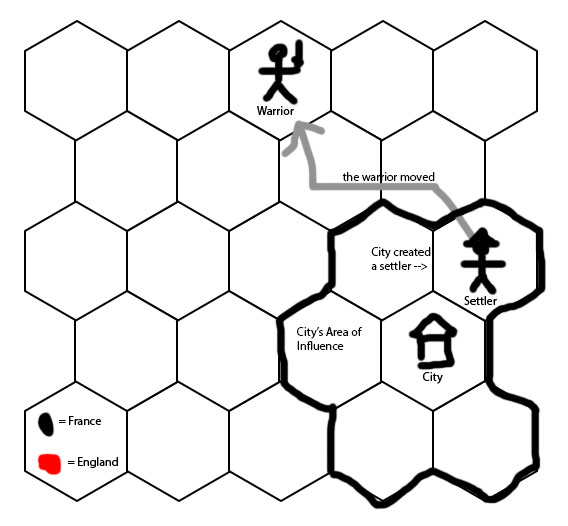 Warrior
the warrior moved
City created
a settler -->
Settler
City's Area of
Influence
City
= France
= England